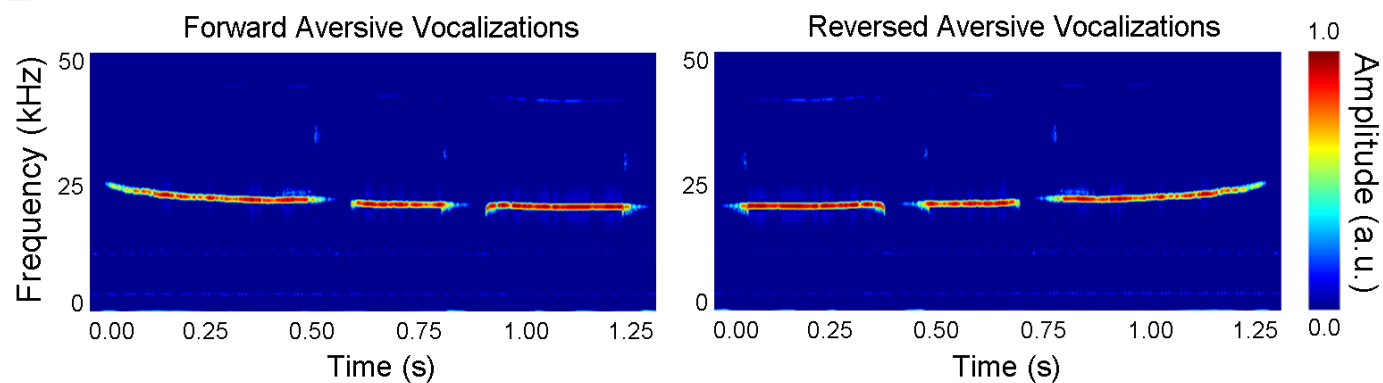 Forward Aversive Vocalizations
Frequency (kHz)
50
25
0
0.00 0.25 0.50 0.75 1.00 1.25
Time (s)
Reversed Aversive Vocalizations
50
25
0
0.00 0.25 0.50 0.75 1.00 1.25
Time (s)
1.0
0.0
Amplitude (a.u.)